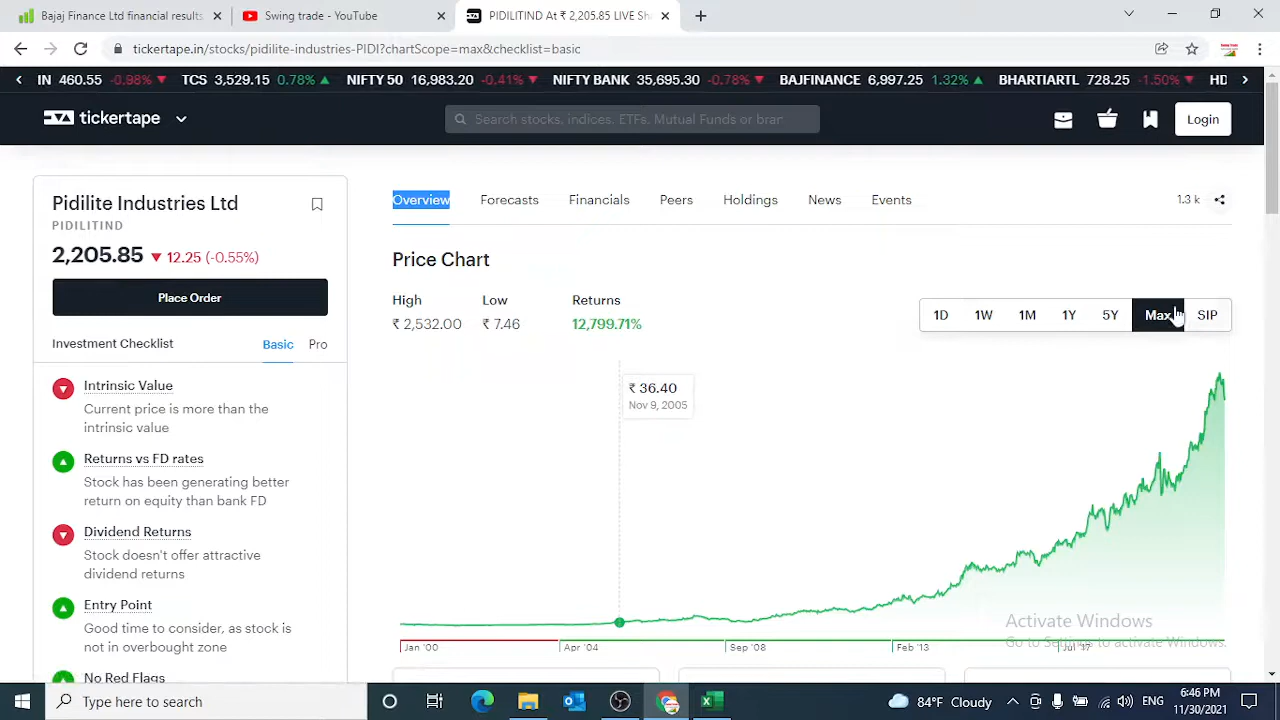 Bajaj Finance Ltd financial result
Swing trade - YouTube
PIDILITIND At ₹ 2,205.85 LIVE Sha
tickertape.in/stocks/pidilite-industries-PIDI?chartScope=max&checklist=basic
IN 460.55 -0.98% ▼ TCS 3,529.15 0.78% ▲ NIFTY 50 16,983.20 -0.41% ▼ NIFTY BANK 35,695.30 -0.78% ▼ BAJFINANCE 6,997.25 1.32% ▲ BHARTIARTL 728.25 -1.50% ▼ HD
tickertape
Search stocks, indices, ETFs, Mutual Funds or bran
Login
Pidilite Industries Ltd
PIDILITIND
2,205.85 ▼ 12.25 (-0.55%)
Place Order
Investment Checklist Basic Pro
Intrinsic Value
Current price is more than the
intrinsic value
Returns vs FD rates
Stock has been generating better
return on equity than bank FD
Dividend Returns
Stock doesn't offer attractive
dividend returns
Entry Point
Good time to consider, as stock is
not in overbought zone
No Red Flags
Overview Forecasts Financials Peers Holdings News Events 1.3 k
Price Chart
High Low Returns
₹ 2,532.00 ₹ 7.46 12,799.71%
1D 1W 1M 1Y 5Y Max SIP
₹ 36.40
Nov 9, 2005
Jan '00 Apr '04 Sep '08 Feb '13 Jul '17
Activate Windows
Go to Settings to activate Windows.
Type here to search
84°F Cloudy
ENG
6:46 PM
11/30/2021